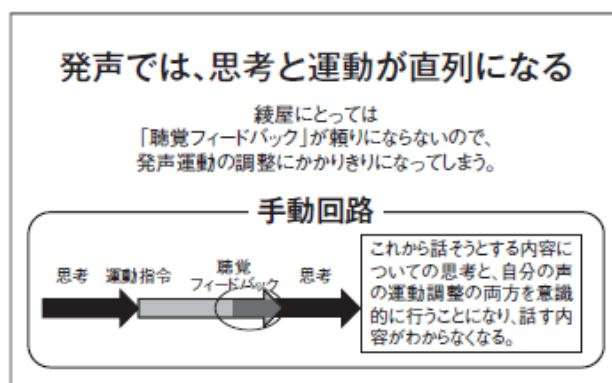 発声では、思考と運動が直列になる
綾屋にとっては
「聴覚フィードバック」が頼りにならないので、
発声運動の調整にかかりきりになってしまう。
手動回路
思考 運動指令 聴覚フィードバック 思考
これから話そうとする内容に
ついての思考と、自分の声
の運動調整の両方を意識
的に行うことになり、話す内
容がわからなくなる。